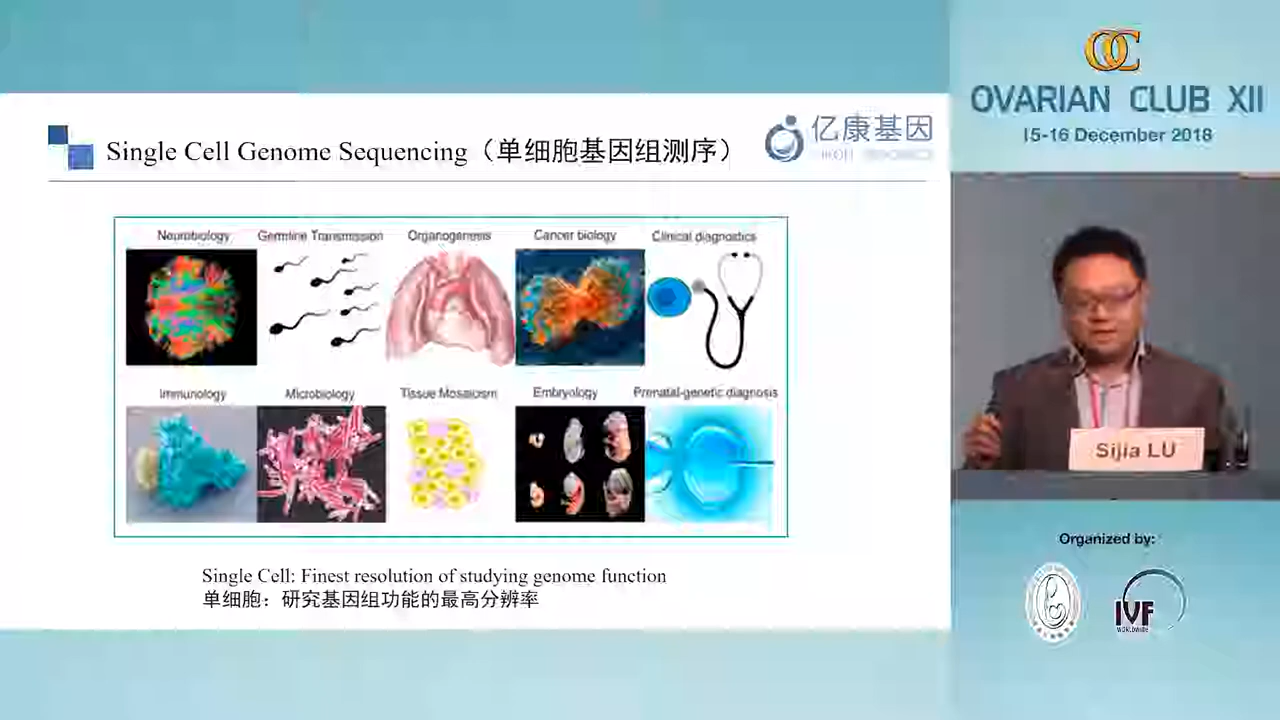 Single Cell Genome Sequencing（单细胞基因组测序）
亿康基因
Neurobiology
Germline Transmission
Organogenesis
Cancer biology
Clinical diagnostics
Immunology
Microbiology
Tissue Mosaicism
Embryology
Prenatal-genetic diagnosis
Single Cell: Finest resolution of studying genome function
单细胞：研究基因组功能的最高分辨率
OC
OVARIAN CLUB XII
15-16 December 2018
Sijia LU
Organized by:
IVF
WORLDWIDE